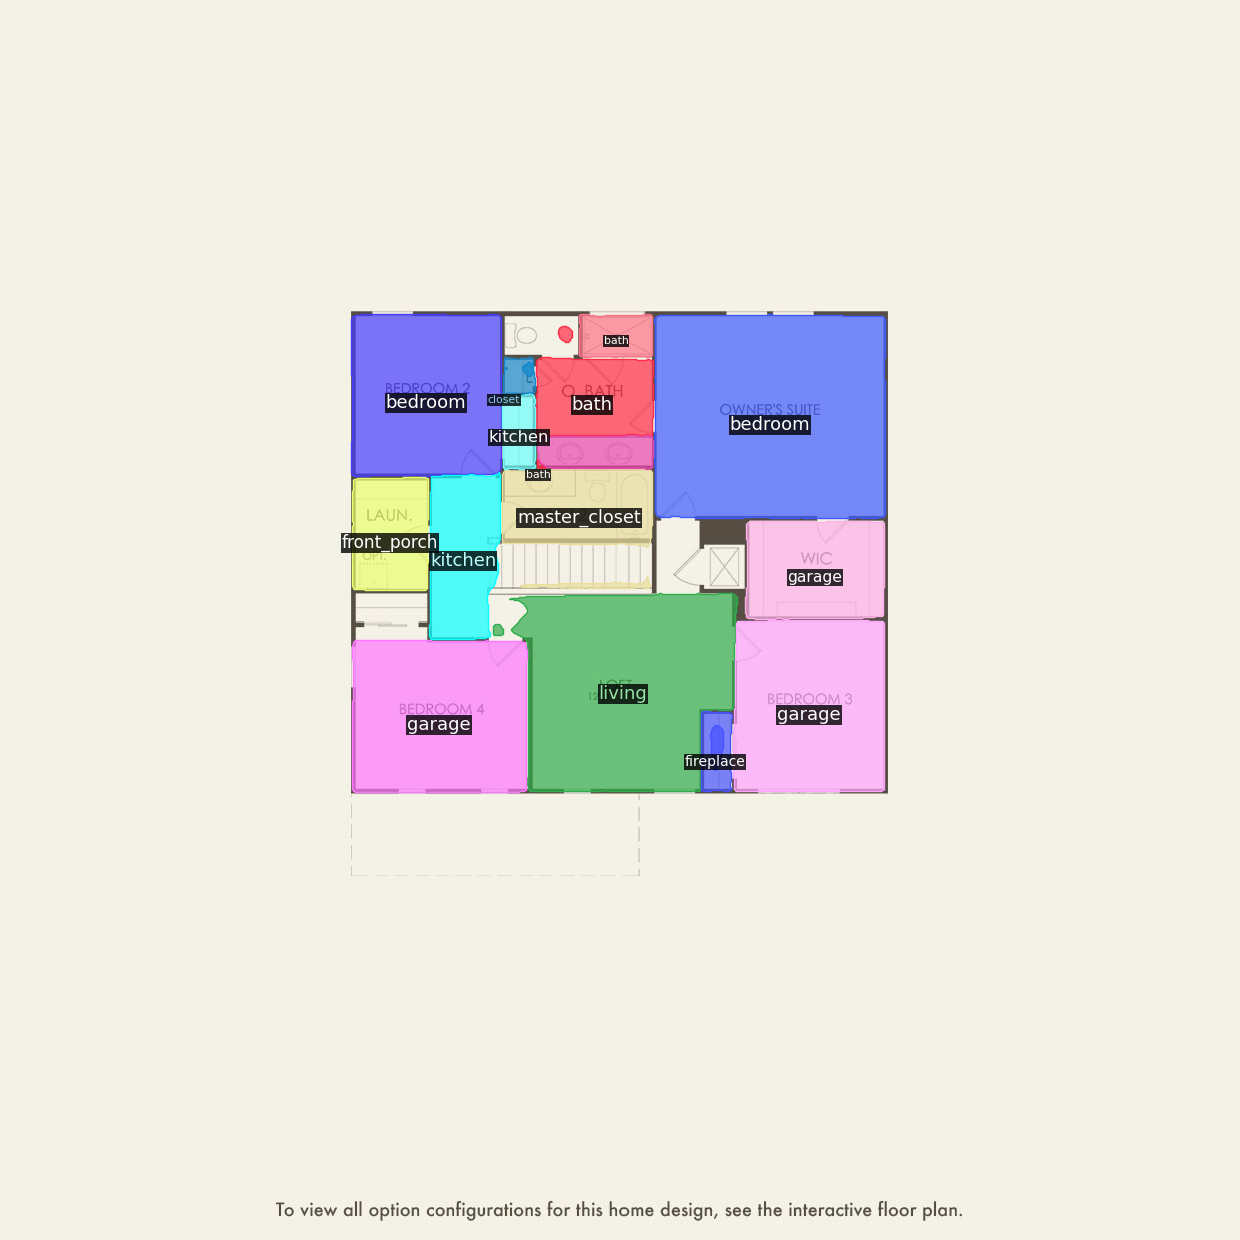 bath
BEDROOM 2
bedroom
O. BATH
bath
closet
OWNER'S SUITE
bedroom
kitchen
bath
LAUN.
master_closet
front_porch
OPT.
kitchen
WIC
garage
LOFT
living
BEDROOM 4
garage
BEDROOM 3
garage
fireplace
To view all option configurations for this home design, see the interactive floor plan.